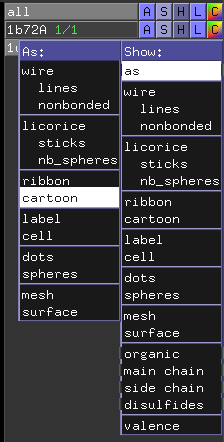 all A S H L C
1b72A 1/1 A S H L C
As:
wire
lines
nonbonded
licorice
sticks
nb_spheres
ribbon
cartoon
label
cell
dots
spheres
mesh
surface
Show:
as
wire
lines
nonbonded
licorice
sticks
nb_spheres
ribbon
cartoon
label
cell
dots
spheres
mesh
surface
organic
main chain
side chain
disulfides
valence